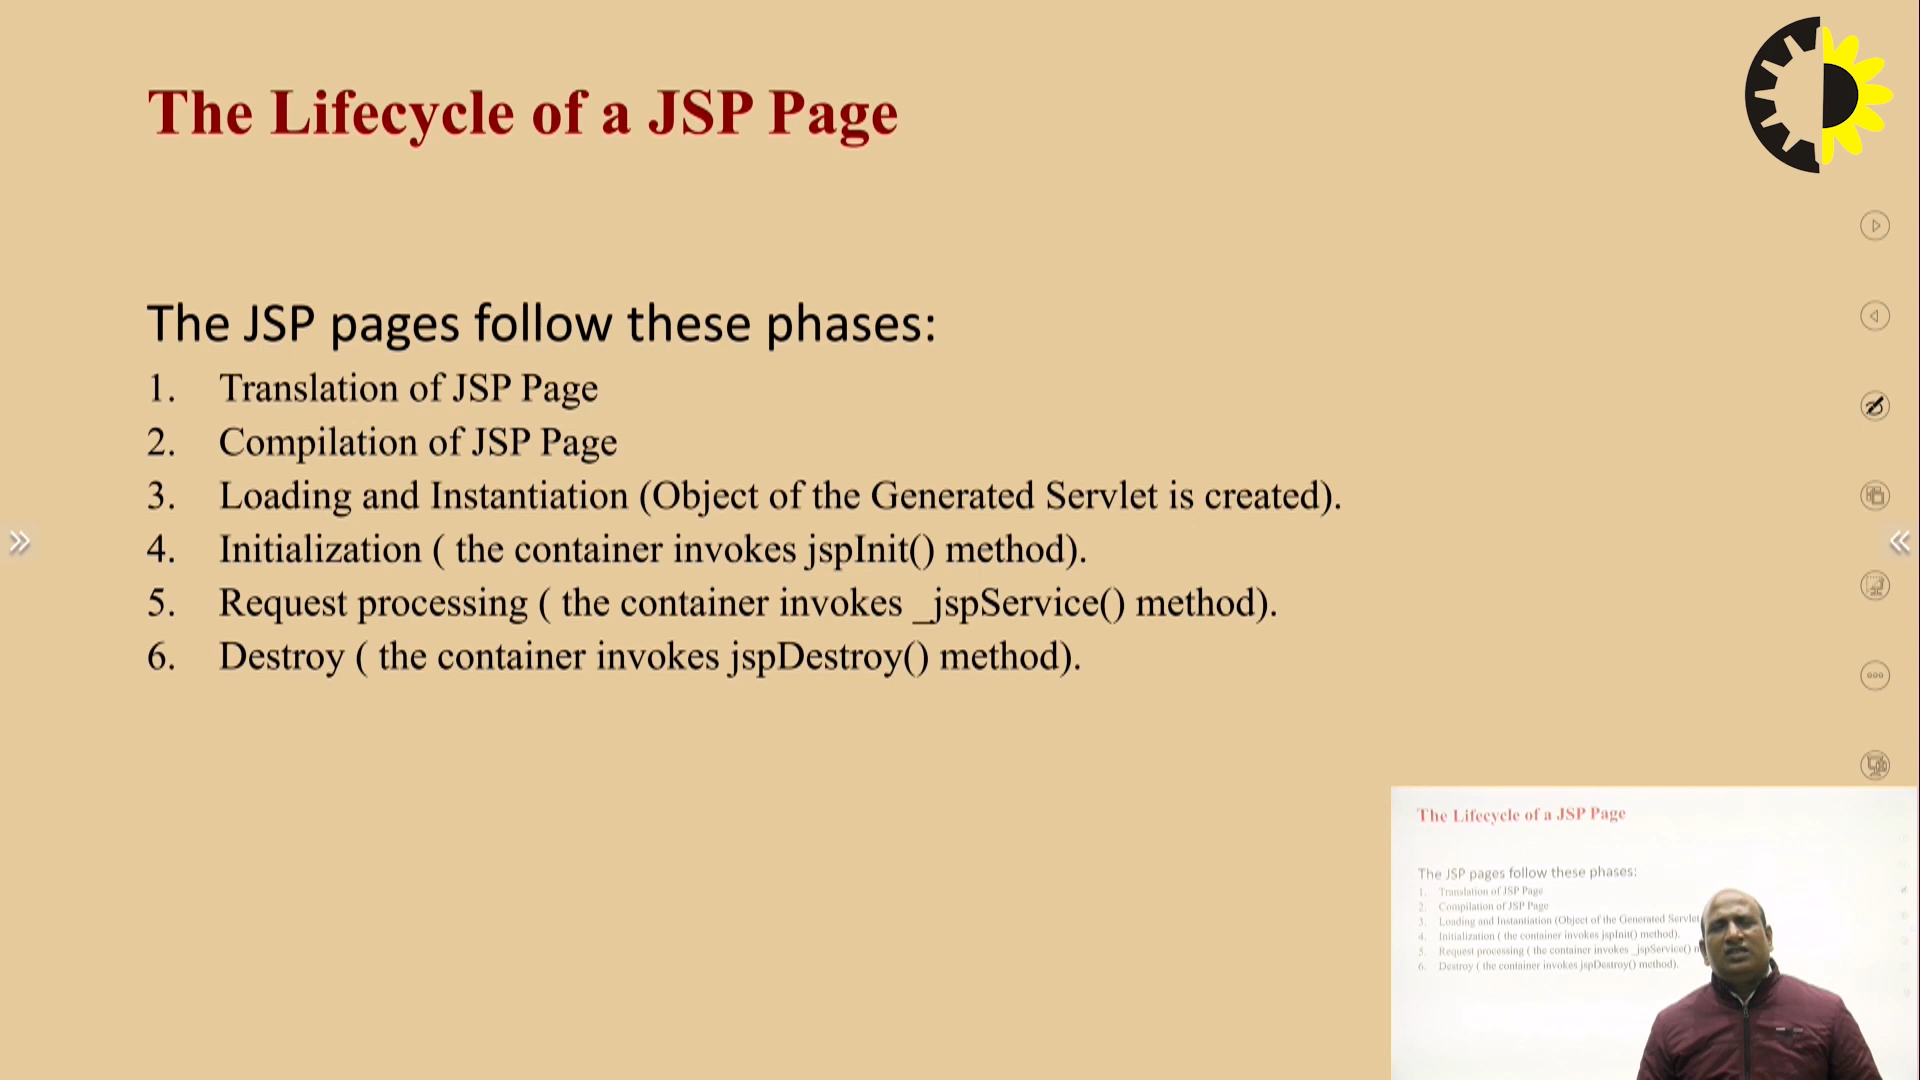 The Lifecycle of a JSP Page
The JSP pages follow these phases:
1. Translation of JSP Page
2. Compilation of JSP Page
3. Loading and Instantiation (Object of the Generated Servlet is created).
4. Initialization ( the container invokes jspInit() method).
5. Request processing ( the container invokes _jspService() method).
6. Destroy ( the container invokes jspDestroy() method).
The Lifecycle of a JSP Page
The JSP pages follow these phases:
1. Translation of JSP Page
2. Compilation of JSP Page
3. Loading and Instantiation (Object of the Generated Servlet
4. Initialization ( the container invokes jspInit() method).
5. Request processing ( the container invokes _jspService()
6. Destroy ( the container invokes jspDestroy() method).